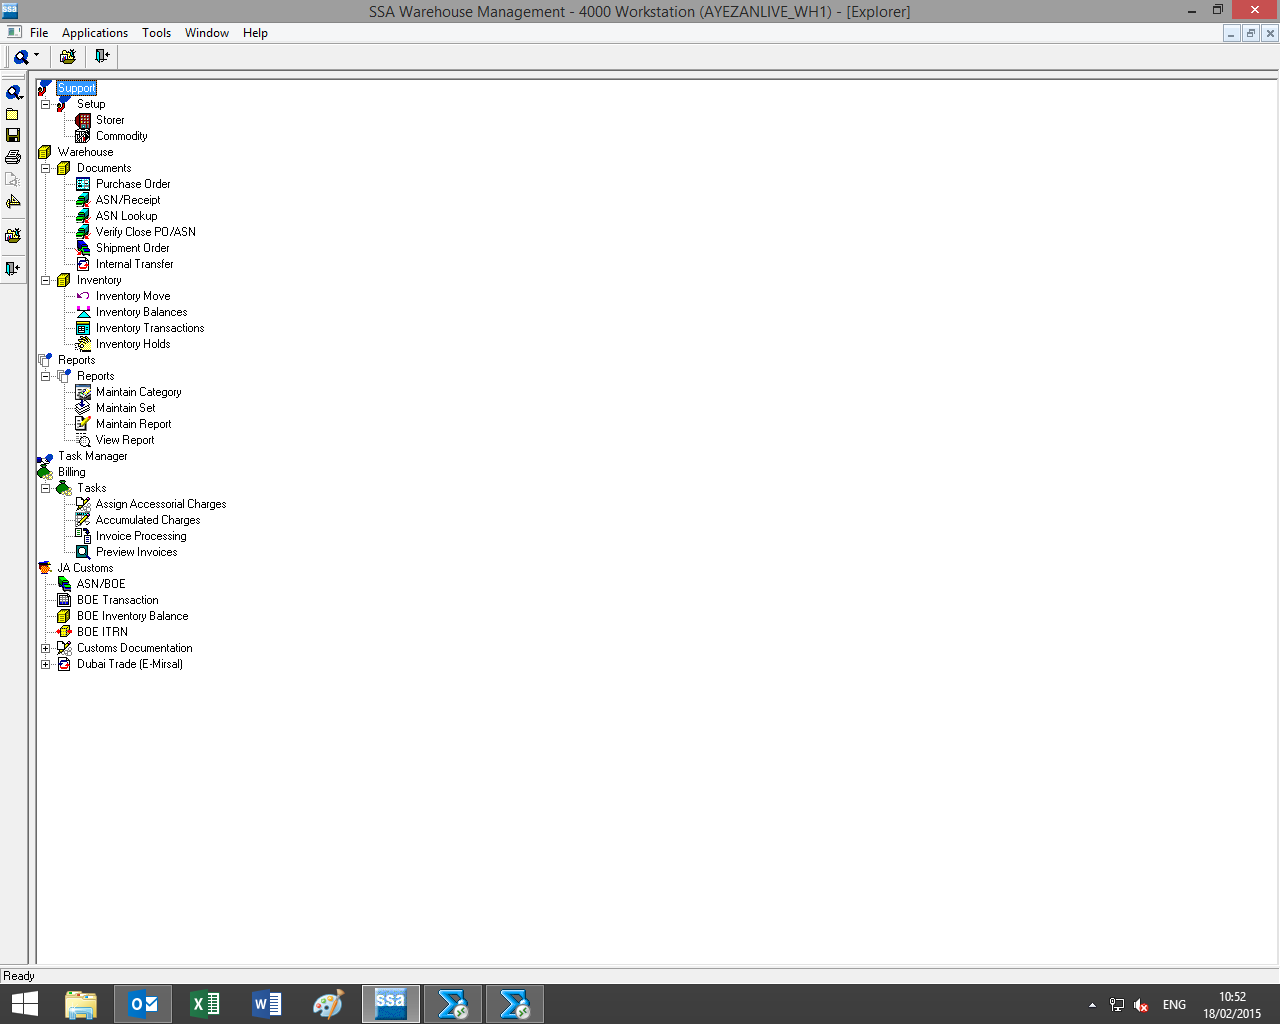 ssa
SSA Warehouse Management - 4000 Workstation (AYEZANLIVE_WH1) - [Explorer]
File Applications Tools Window Help
Support
Setup
Storer
Commodity
Warehouse
Documents
Purchase Order
ASN/Receipt
ASN Lookup
Verify Close PO/ASN
Shipment Order
Internal Transfer
Inventory
Inventory Move
Inventory Balances
Inventory Transactions
Inventory Holds
Reports
Reports
Maintain Category
Maintain Set
Maintain Report
View Report
Task Manager
Billing
Tasks
Assign Accessorial Charges
Accumulated Charges
Invoice Processing
Preview Invoices
JA Customs
ASN/BOE
BOE Transaction
BOE Inventory Balance
BOE ITRN
Customs Documentation
Dubai Trade (E-Mirsal)
Ready
ssa
ENG
10:52
18/02/2015